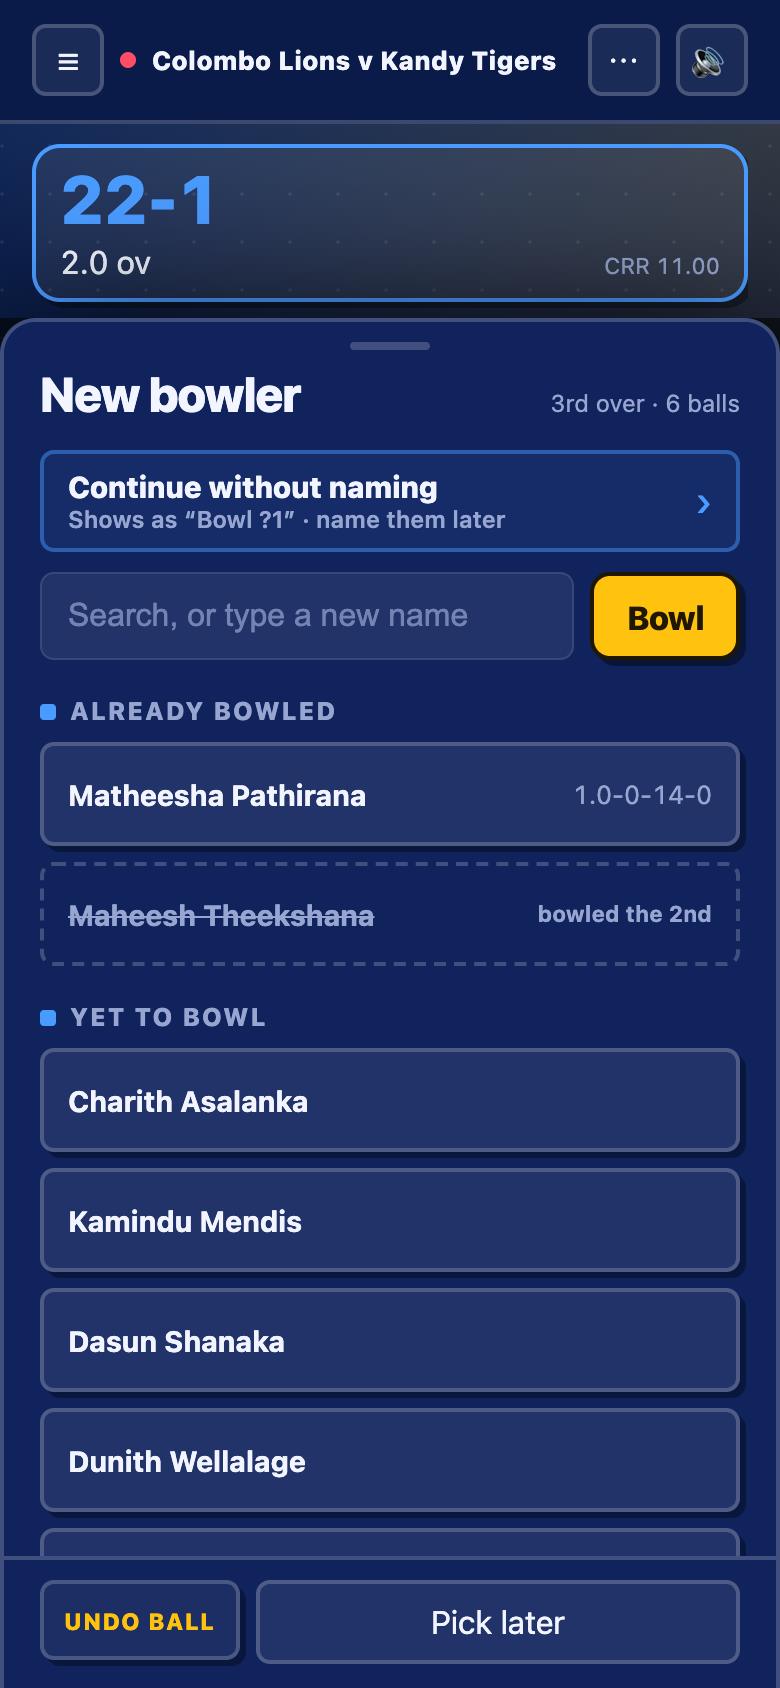 ≡
Colombo Lions v Kandy Tigers
...
22-1
2.0 ov
CRR 11.00
New bowler
3rd over · 6 balls
Continue without naming
Shows as “Bowl ?1” · name them later
›
Search, or type a new name
Bowl
ALREADY BOWLED
Matheesha Pathirana
1.0-0-14-0
Maheesh Theekshana
bowled the 2nd
YET TO BOWL
Charith Asalanka
Kamindu Mendis
Dasun Shanaka
Dunith Wellalage
UNDO BALL
Pick later